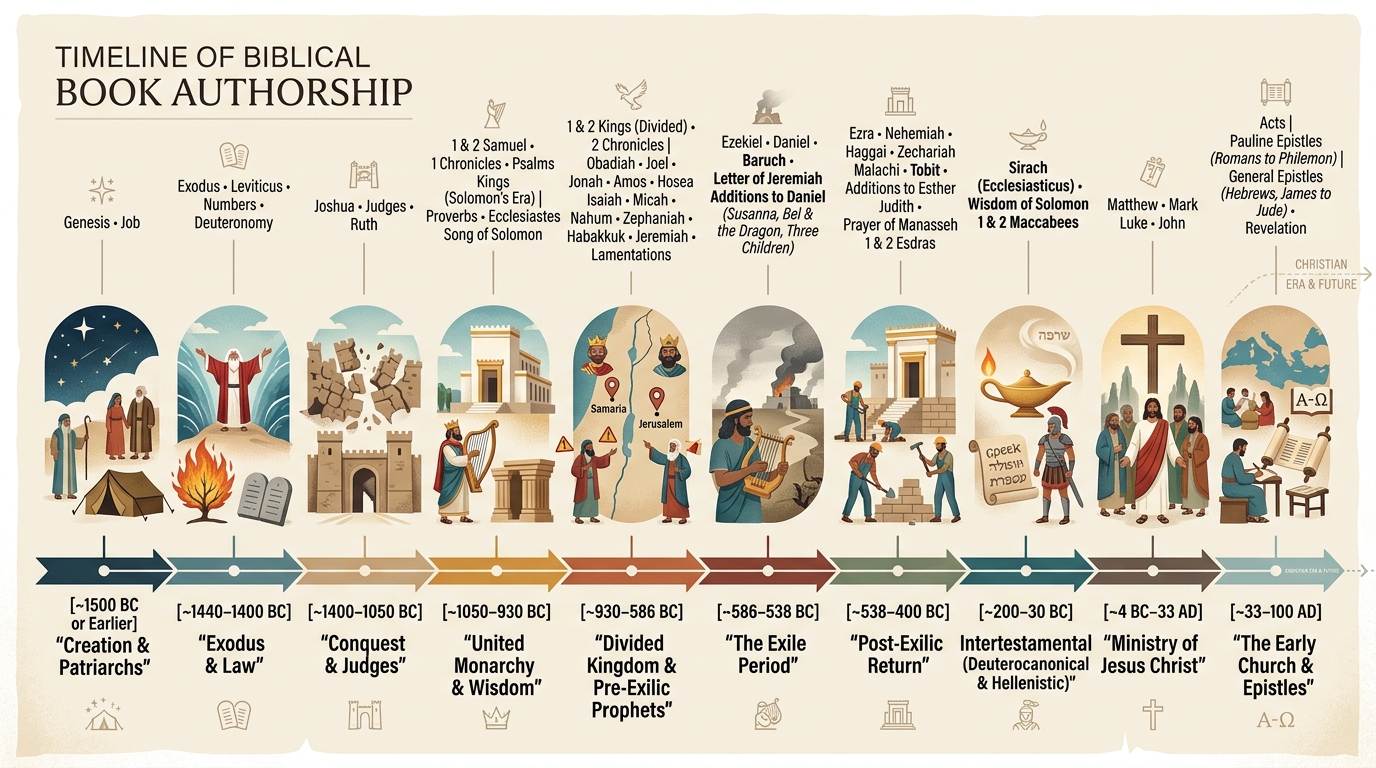 TIMELINE OF BIBLICAL
BOOK AUTHORSHIP
Genesis • Job
Exodus • Leviticus •
Numbers •
Deuteronomy
Joshua • Judges •
Ruth
1 & 2 Samuel •
1 Chronicles • Psalms
Kings
(Solomon's Era) |
Proverbs • Ecclesiastes
Song of Solomon
1 & 2 Kings (Divided) •
2 Chronicles |
Obadiah • Joel •
Jonah • Amos • Hosea
Isaiah • Micah •
Nahum • Zephaniah •
Habakkuk • Jeremiah •
Lamentations
Ezekiel • Daniel •
Baruch •
Letter of Jeremiah
Additions to Daniel
(Susanna, Bel &
the Dragon, Three
Children)
Ezra • Nehemiah •
Haggai • Zechariah
Malachi • Tobit •
Additions to Esther
Judith •
Prayer of Manasseh
1 & 2 Esdras
Sirach
(Ecclesiasticus) •
Wisdom of Solomon
1 & 2 Maccabees
Matthew • Mark
Luke • John
Acts |
Pauline Epistles
(Romans to Philemon) |
General Epistles
(Hebrews, James to
Jude) •
Revelation
CHRISTIAN
ERA & FUTURE
Samaria
Jerusalem
שרפה
A-Ω
[~1500 BC
or Earlier]
"Creation &
Patriarchs"
[~1440–1400 BC]
"Exodus
& Law"
[~1400–1050 BC]
"Conquest
& Judges"
[~1050–930 BC]
"United
Monarchy
& Wisdom"
[~930–586 BC]
"Divided
Kingdom &
Pre-Exilic
Prophets"
[~586–538 BC]
"The Exile
Period"
[~538–400 BC]
"Post-Exilic
Return"
[~200–30 BC]
Intertestamental
(Deuterocanonical
& Hellenistic)"
[~4 BC–33 AD]
"Ministry of
Jesus Christ"
[~33–100 AD]
"The Early
Church &
Epistles"
A-Ω